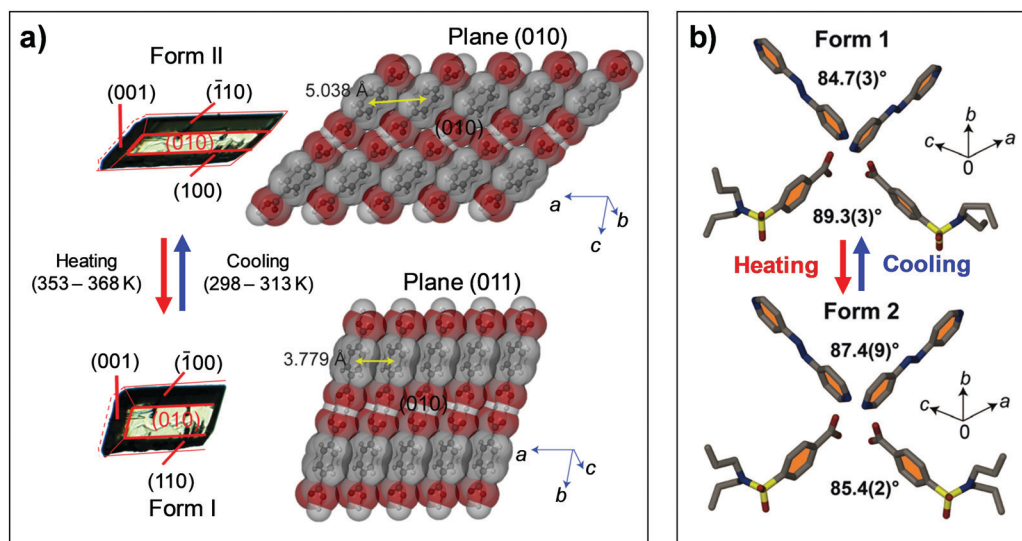 a)
Form II
(001)
(1̄10)
(010)
(100)
Plane (010)
5.038 Å
(010)
a
b
c
Heating
(353 – 368 K)
Cooling
(298 – 313 K)
Plane (011)
3.779 Å
(010)
a
c
b
(001)
(1̄00)
(010)
(110)
Form I
b)
Form 1
84.7(3)°
b
c
a
0
89.3(3)°
Heating
Cooling
Form 2
87.4(9)°
b
c
a
0
85.4(2)°